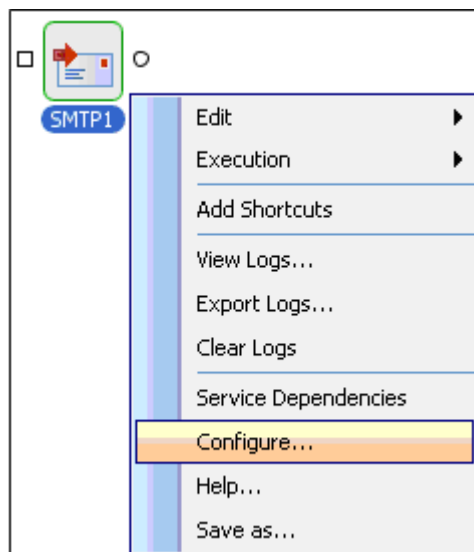 SMTP1
Edit
Execution
Add Shortcuts
View Logs...
Export Logs...
Clear Logs
Service Dependencies
Configure...
Help...
Save as...